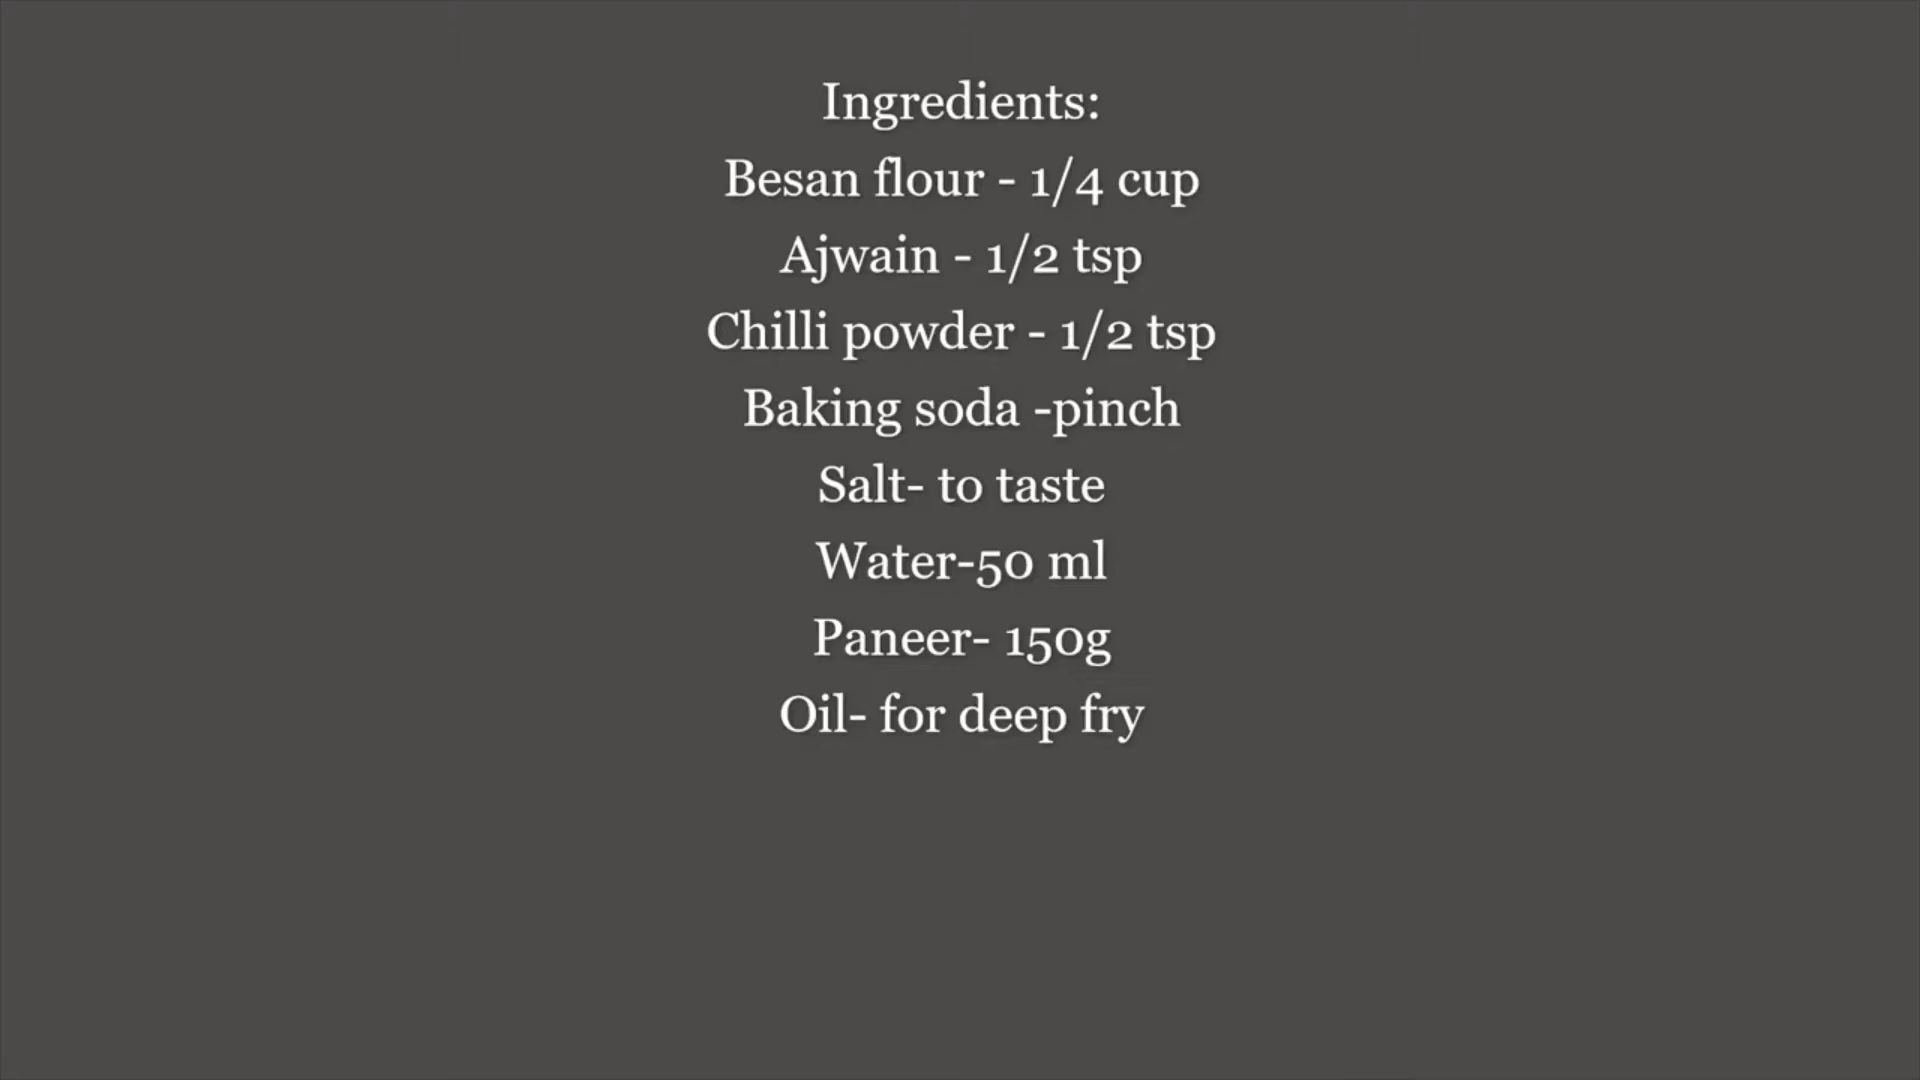 Ingredients:
Besan flour - 1/4 cup
Ajwain - 1/2 tsp
Chilli powder - 1/2 tsp
Baking soda -pinch
Salt- to taste
Water-50 ml
Paneer- 150g
Oil- for deep fry